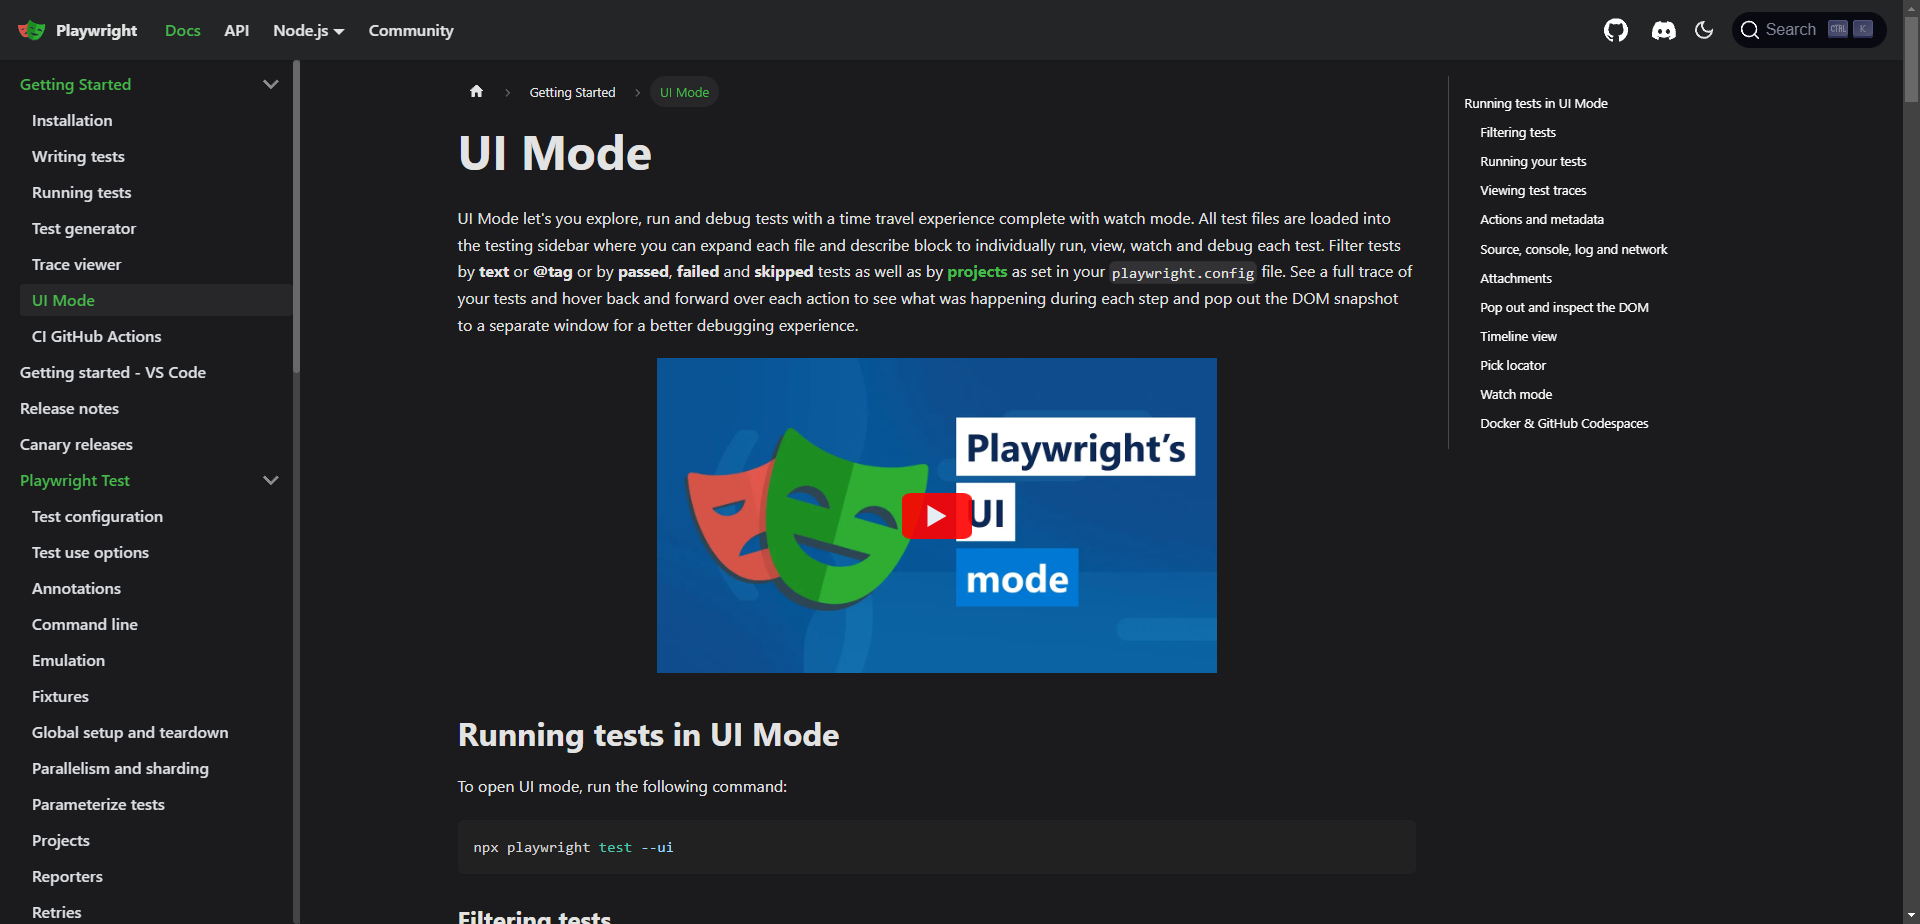 Playwright
Docs
API
Node.js
Community
Search
CTRL
K
Getting Started
Installation
Writing tests
Running tests
Test generator
Trace viewer
UI Mode
CI GitHub Actions
Getting started - VS Code
Release notes
Canary releases
Playwright Test
Test configuration
Test use options
Annotations
Command line
Emulation
Fixtures
Global setup and teardown
Parallelism and sharding
Parameterize tests
Projects
Reporters
Retries
Getting Started
UI Mode
UI Mode
UI Mode let's you explore, run and debug tests with a time travel experience complete with watch mode. All test files are loaded into
the testing sidebar where you can expand each file and describe block to individually run, view, watch and debug each test. Filter tests
by text or @tag or by passed, failed and skipped tests as well as by projects as set in your playwright.config file. See a full trace of
your tests and hover back and forward over each action to see what was happening during each step and pop out the DOM snapshot
to a separate window for a better debugging experience.
Playwright's
UI
mode
Running tests in UI Mode
To open UI mode, run the following command:
npx playwright test --ui
Filtering tests
Running tests in UI Mode
Filtering tests
Running your tests
Viewing test traces
Actions and metadata
Source, console, log and network
Attachments
Pop out and inspect the DOM
Timeline view
Pick locator
Watch mode
Docker & GitHub Codespaces